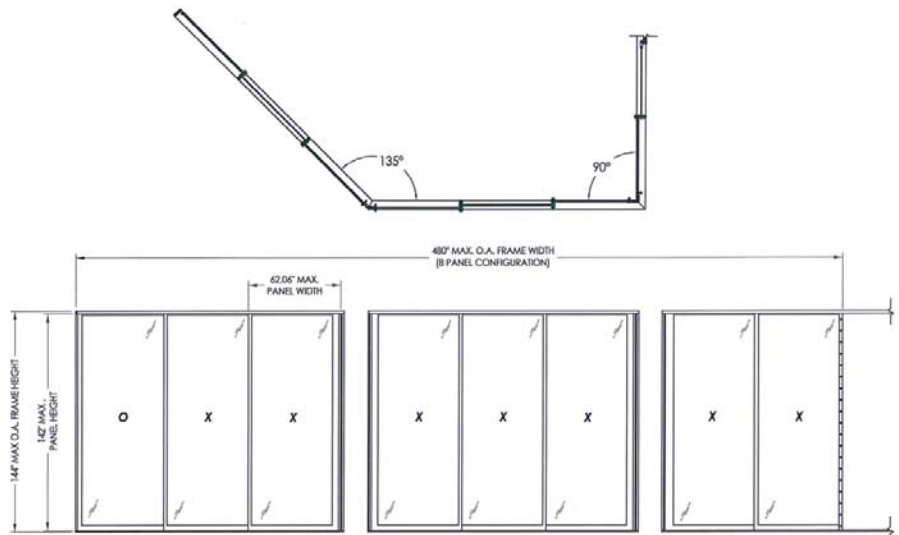 135°
90°
480" MAX. O.A. FRAME WIDTH
(8 PANEL CONFIGURATION)
62.06" MAX.
PANEL WIDTH
144" MAX O.A. FRAME HEIGHT
142" MAX.
PANEL HEIGHT
O X X
X X X
X X